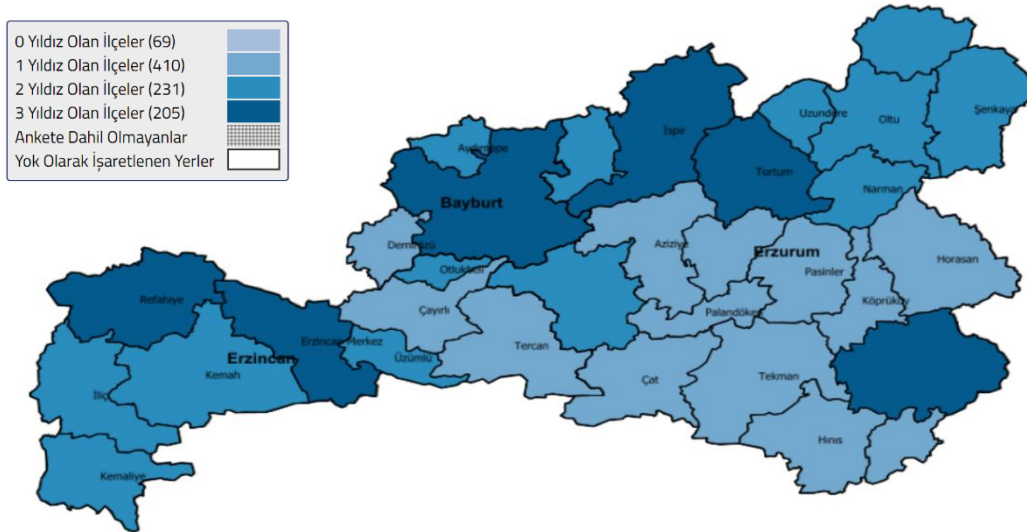 0 Yıldız Olan İlçeler (69)
1 Yıldız Olan İlçeler (410)
2 Yıldız Olan İlçeler (231)
3 Yıldız Olan İlçeler (205)
Ankete Dahil Olmayanlar
Yok Olarak İşaretlenen Yerler
Şenkaya
Uzundere
Oltu
İspir
Aydıntepe
Tortum
Narman
Bayburt
Demirözü
Aziziye
Erzurum
Horasan
Otlukbeli
Pasinler
Refahiye
Köprüköy
Çayırlı
Palandöken
Erzincan Merkez
Tercan
Erzincan
Üzümlü
Kemah
Çat
Tekman
İliç
Hınıs
Kemaliye